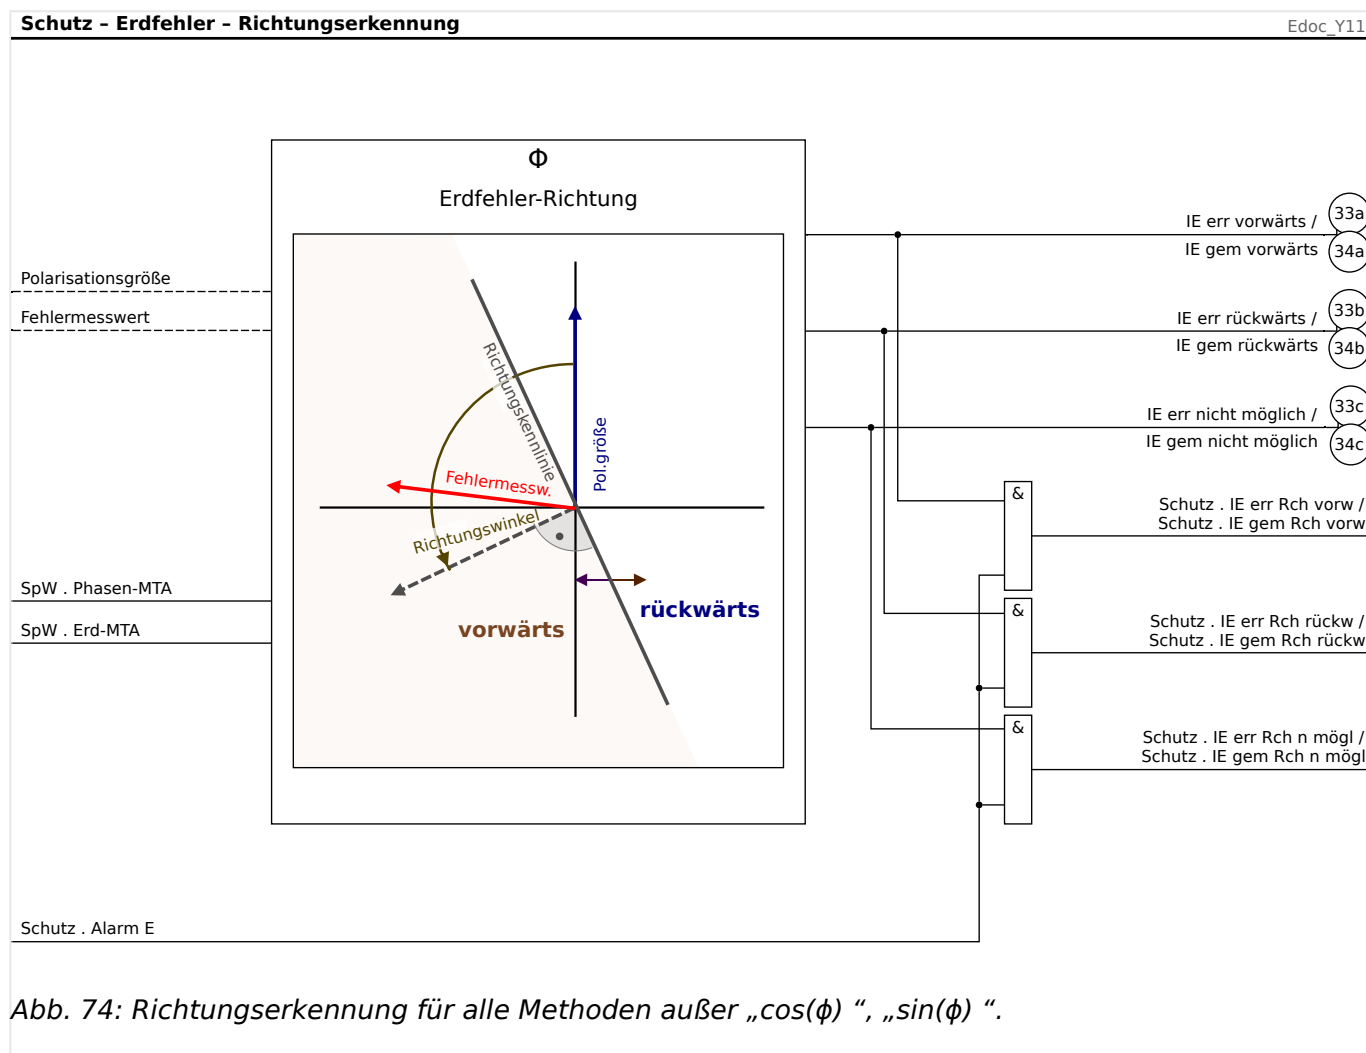 Schutz – Erdfehler – Richtungserkennung
Edoc_Y11
Φ
Erdfehler-Richtung
Polarisationsgröße
Fehlermesswert
SpW . Phasen-MTA
SpW . Erd-MTA
Schutz . Alarm E
Richtungskennlinie
Pol.größe
Fehlermessw.
Richtungswinkel
vorwärts
rückwärts
IE err vorwärts /
IE gem vorwärts
33a
34a
IE err rückwärts /
IE gem rückwärts
33b
34b
IE err nicht möglich /
IE gem nicht möglich
33c
34c
&
Schutz . IE err Rch vorw /
Schutz . IE gem Rch vorw
&
Schutz . IE err Rch rückw /
Schutz . IE gem Rch rückw
&
Schutz . IE err Rch n mögl /
Schutz . IE gem Rch n mögl
Abb. 74: Richtungserkennung für alle Methoden außer „cos(ϕ) “, „sin(ϕ) “.